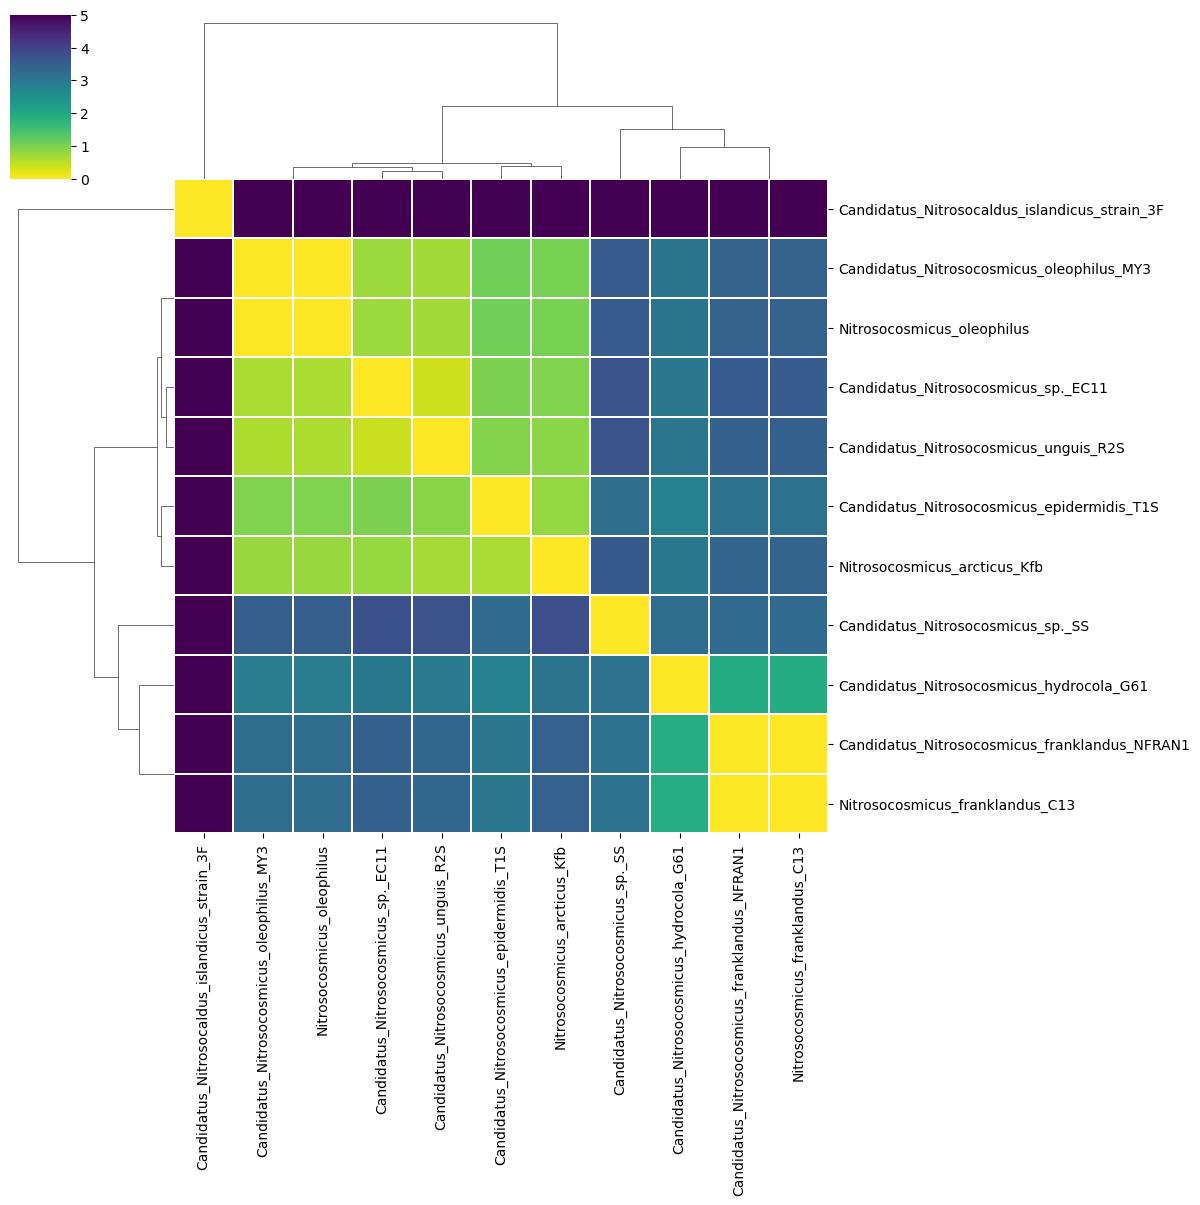 5
4
3
2
1
0
Candidatus_Nitrosocaldus_islandicus_strain_3F
Candidatus_Nitrosocosmicus_oleophilus_MY3
Nitrosocosmicus_oleophilus
Candidatus_Nitrosocosmicus_sp._EC11
Candidatus_Nitrosocosmicus_unguis_R2S
Candidatus_Nitrosocosmicus_epidermidis_T1S
Nitrosocosmicus_arcticus_Kfb
Candidatus_Nitrosocosmicus_sp._SS
Candidatus_Nitrosocosmicus_hydrocola_G61
Candidatus_Nitrosocosmicus_franklandus_NFRAN1
Nitrosocosmicus_franklandus_C13
Candidatus_Nitrosocaldus_islandicus_strain_3F
Candidatus_Nitrosocosmicus_oleophilus_MY3
Nitrosocosmicus_oleophilus
Candidatus_Nitrosocosmicus_sp._EC11
Candidatus_Nitrosocosmicus_unguis_R2S
Candidatus_Nitrosocosmicus_epidermidis_T1S
Nitrosocosmicus_arcticus_Kfb
Candidatus_Nitrosocosmicus_sp._SS
Candidatus_Nitrosocosmicus_hydrocola_G61
Candidatus_Nitrosocosmicus_franklandus_NFRAN1
Nitrosocosmicus_franklandus_C13